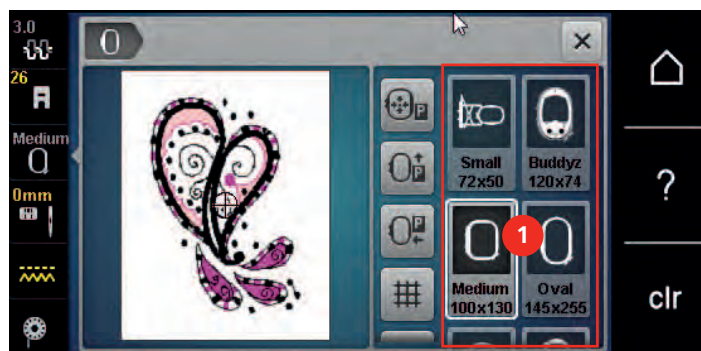 3.0
26
Medium
0mm
P
P
P
Small
72x50
Buddyz
120x74
Medium
100x130
Oval
145x255
1
?
clr